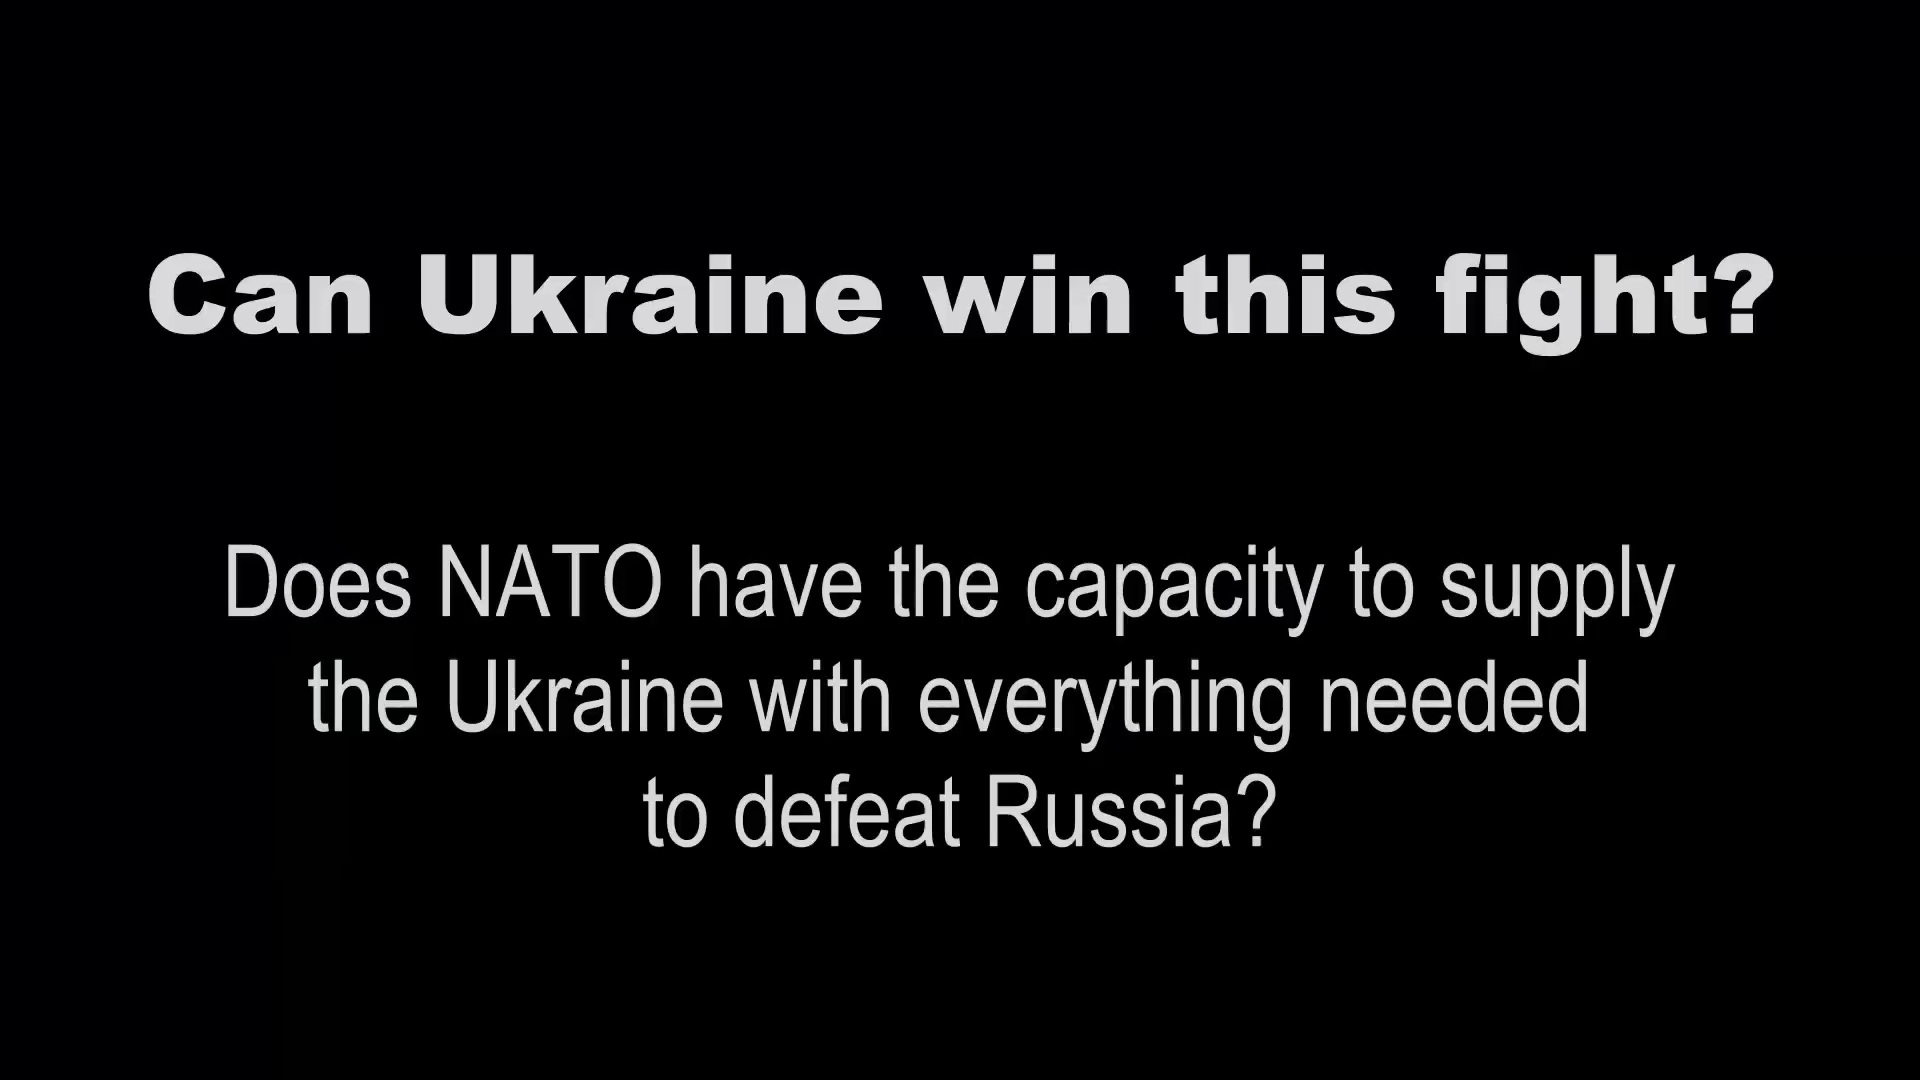 Can Ukraine win this fight?
Does NATO have the capacity to supply
the Ukraine with everything needed
to defeat Russia?